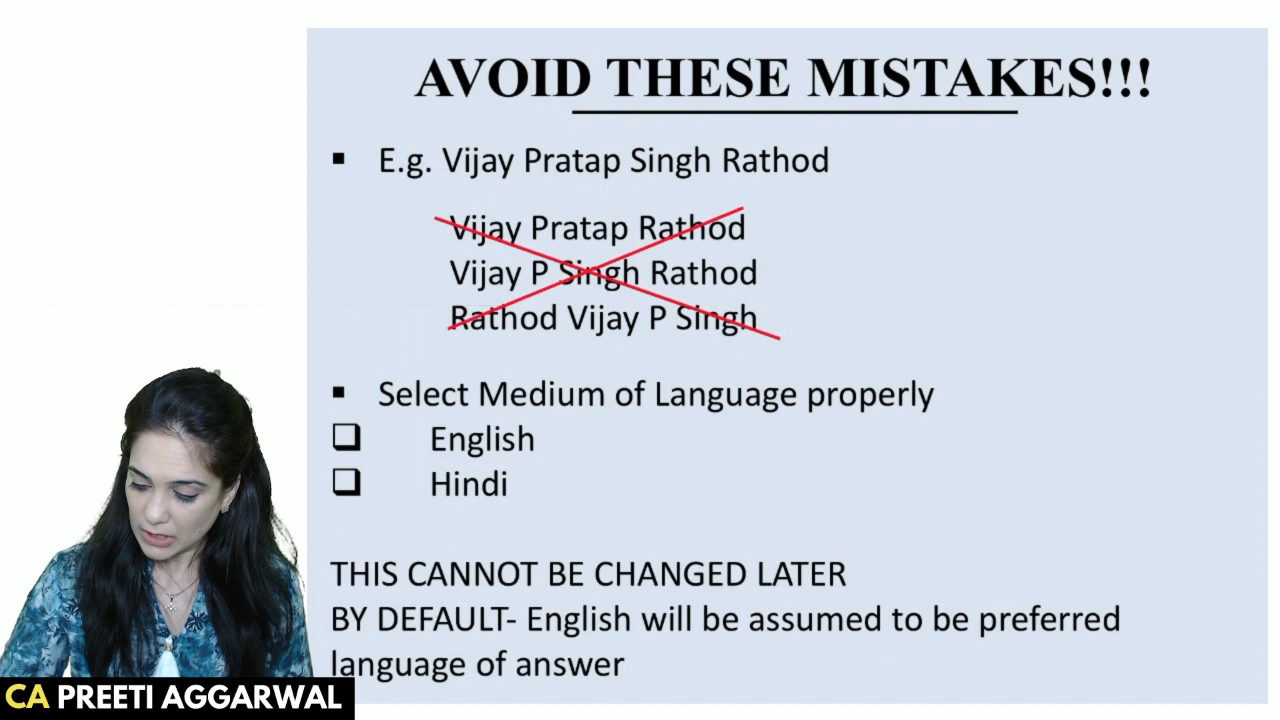 AVOID THESE MISTAKES!!!
▪ E.g. Vijay Pratap Singh Rathod
Vijay Pratap Rathod
Vijay P Singh Rathod
Rathod Vijay P Singh
▪ Select Medium of Language properly
❑ English
❑ Hindi
THIS CANNOT BE CHANGED LATER
BY DEFAULT- English will be assumed to be preferred
language of answer
CA PREETI AGGARWAL